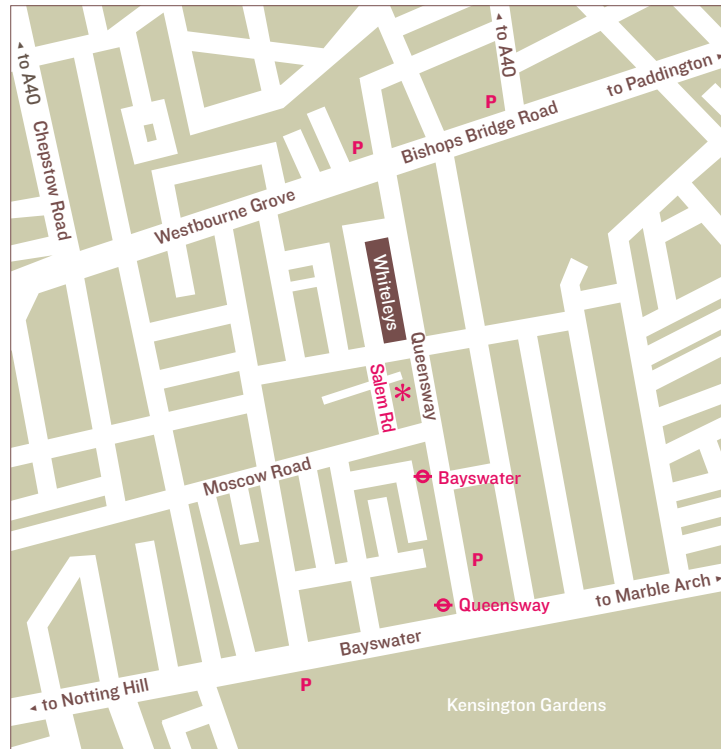 ◂ to A40
Chepstow Road
▸ to A40
to Paddington ▸
P
Bishops Bridge Road
P
Westbourne Grove
Whiteleys
Queensway
Salem Rd
*
Moscow Road
Bayswater
P
to Marble Arch ▸
Queensway
Bayswater
◂ to Notting Hill
P
Kensington Gardens